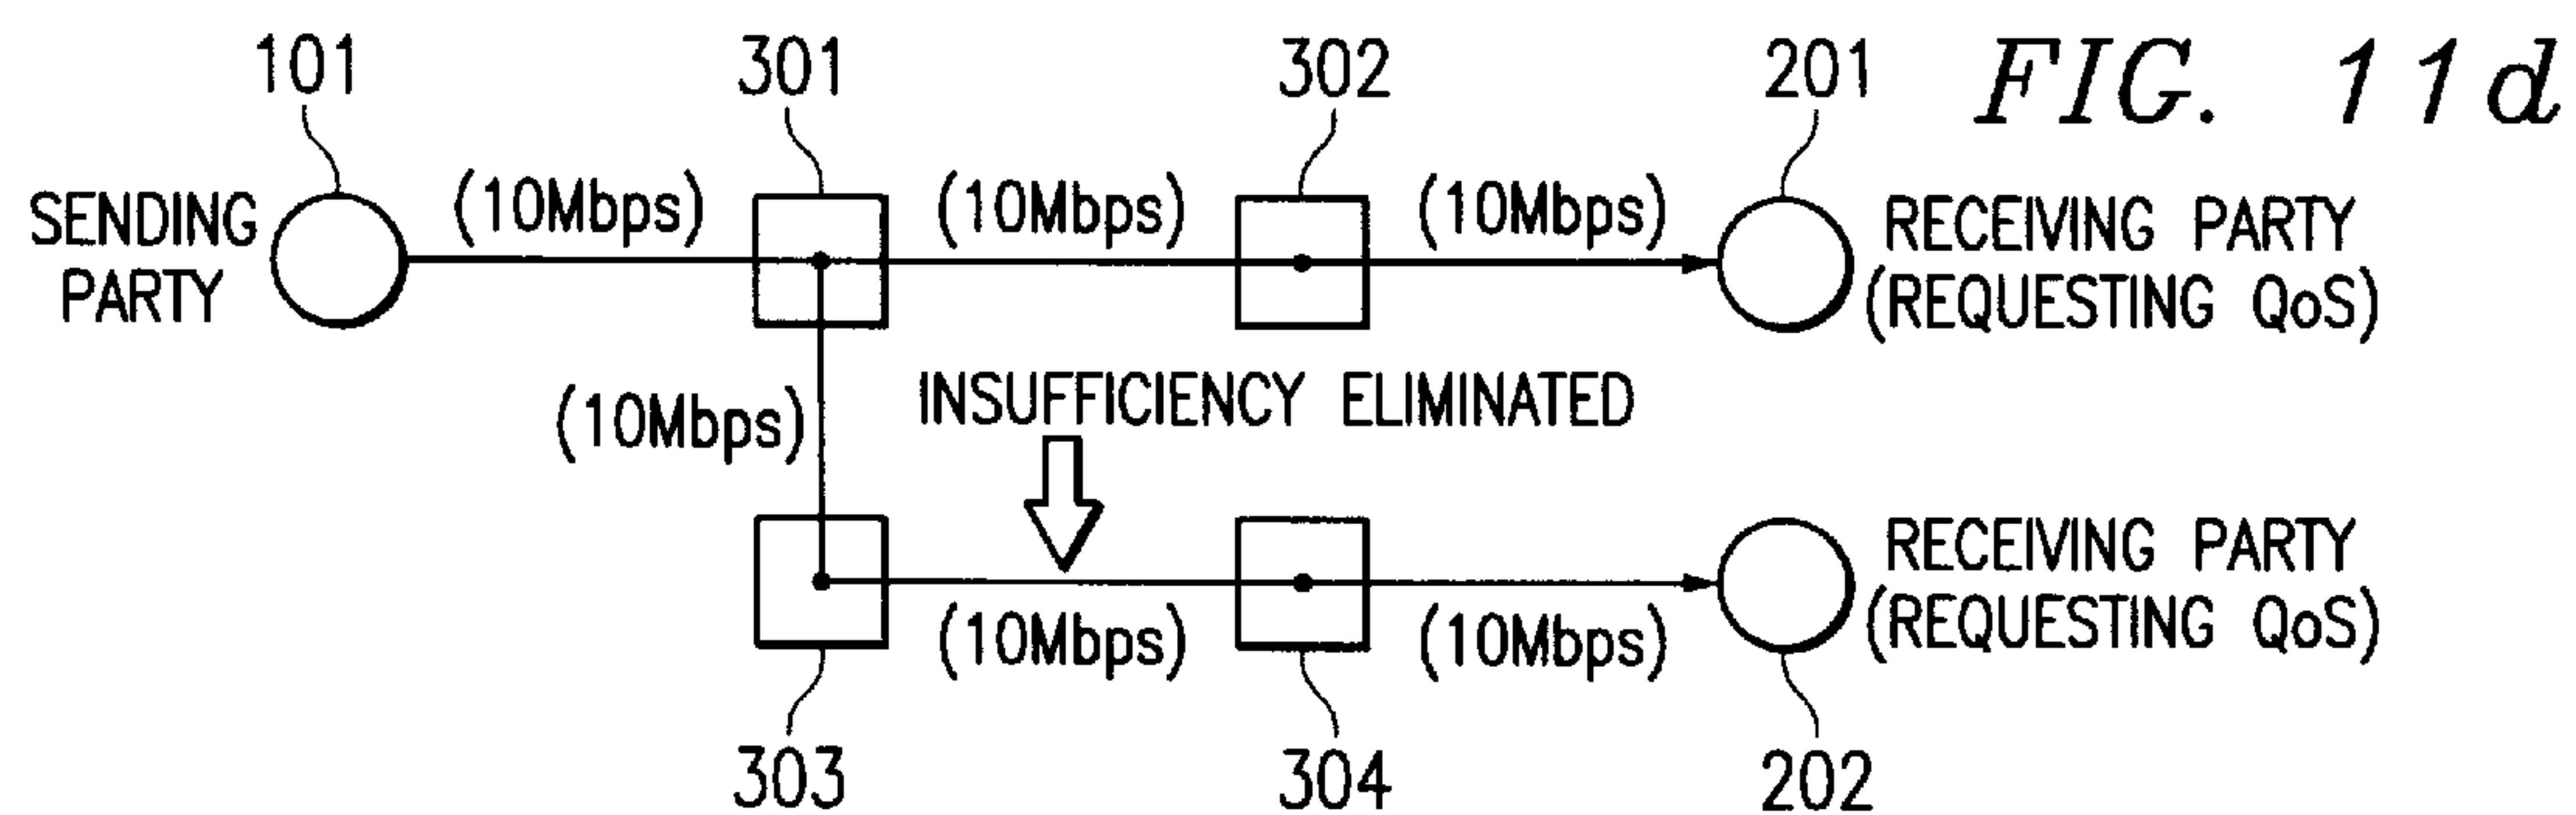 101
301
302
201
FIG. 11d
SENDING
PARTY
(10Mbps)
(10Mbps)
(10Mbps)
RECEIVING PARTY
(REQUESTING QoS)
(10Mbps)
INSUFFICIENCY ELIMINATED
(10Mbps)
(10Mbps)
RECEIVING PARTY
(REQUESTING QoS)
303
304
202